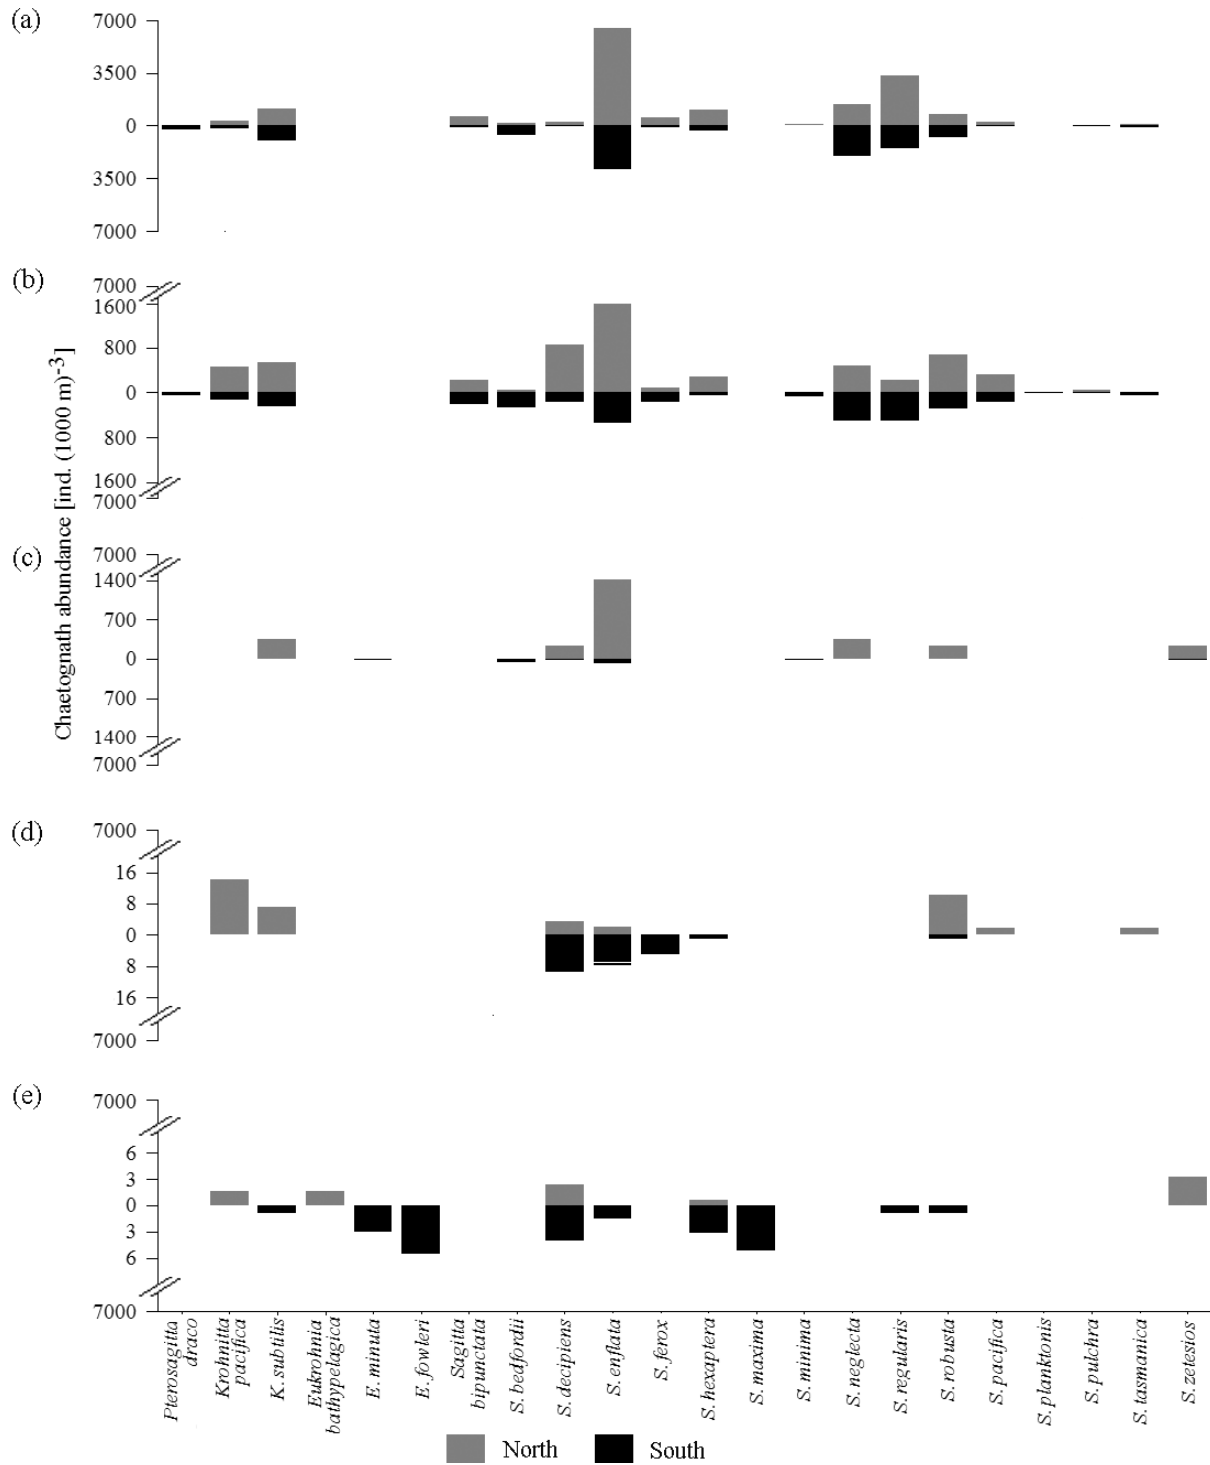 (a)
7000
3500
0
3500
7000
(b)
7000
1600
800
0
800
1600
7000
Chaetognath abundance [ind. (1000 m)-3]
(c)
7000
1400
700
0
700
1400
7000
(d)
7000
16
8
0
8
16
7000
(e)
7000
6
3
0
3
6
7000
Pterosagitta
draco
Krohnitta
pacifica
K. subtilis
Eukrohnia
bathypelagica
E. minuta
E. fowleri
Sagitta
bipunctata
S. bedfordii
S. decipiens
S. enflata
S. ferox
S. hexaptera
S. maxima
S. minima
S. neglecta
S. regularis
S. robusta
S. pacifica
S. planktonis
S. pulchra
S. tasmanica
S. zetesios
North
South